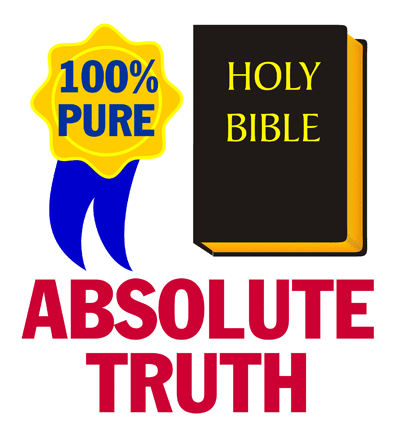 100%
PURE
HOLY
BIBLE
ABSOLUTE
TRUTH